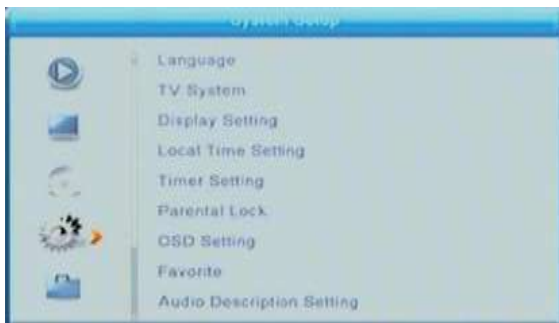 System Setup
Language
TV System
Display Setting
Local Time Setting
Timer Setting
Parental Lock
OSD Setting
Favorite
Audio Description Setting